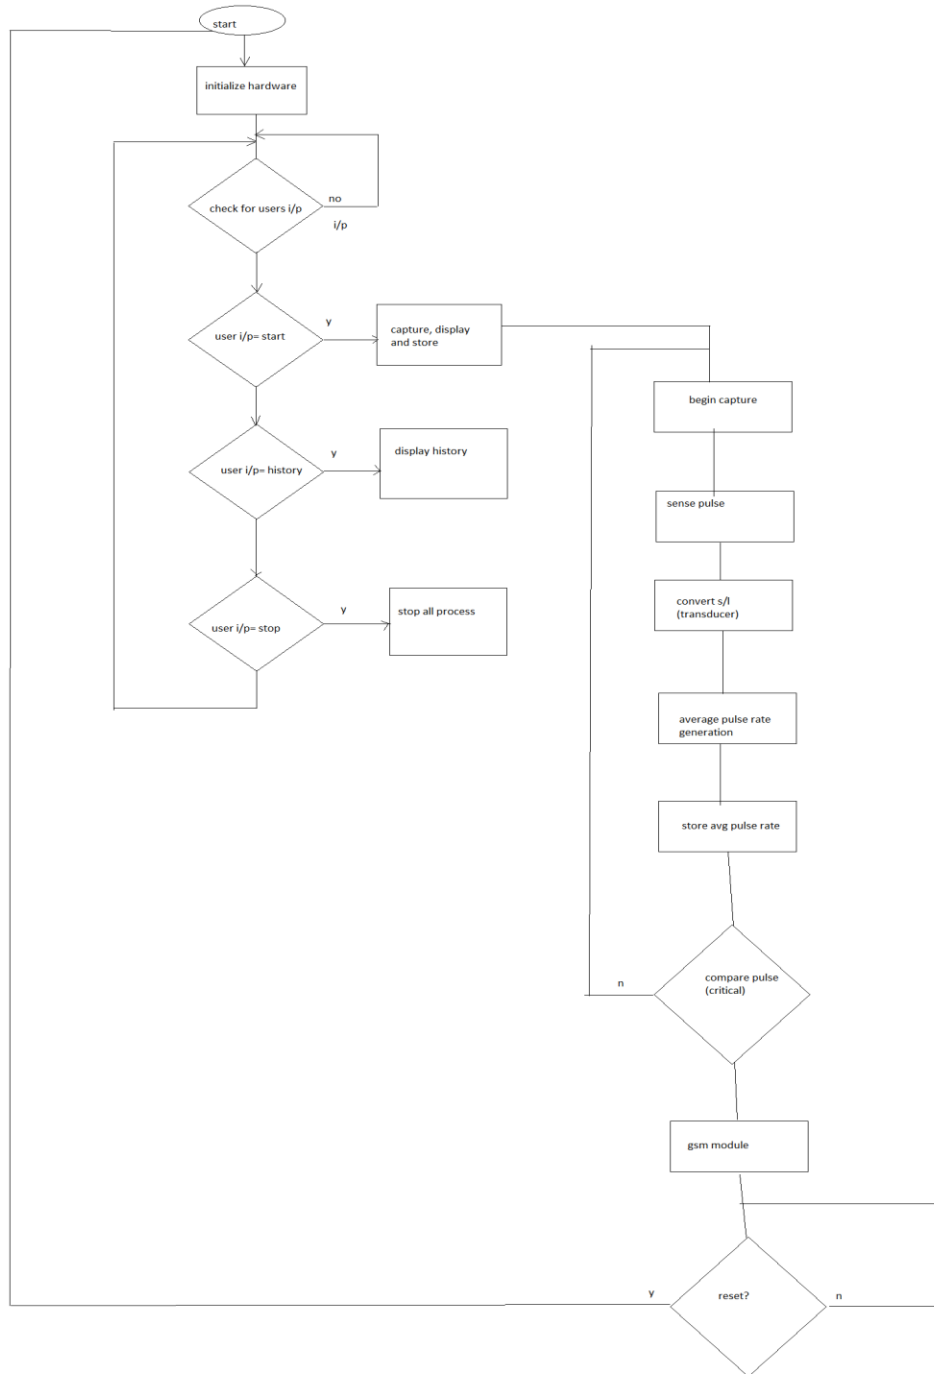 start
initialize hardware
check for users i/p
no
i/p
user i/p= start
y
capture, display
and store
user i/p= history
y
display history
user i/p= stop
y
stop all process
begin capture
sense pulse
convert s/l
(transducer)
average pulse rate
generation
store avg pulse rate
compare pulse
(critical)
n
gsm module
reset?
y
n